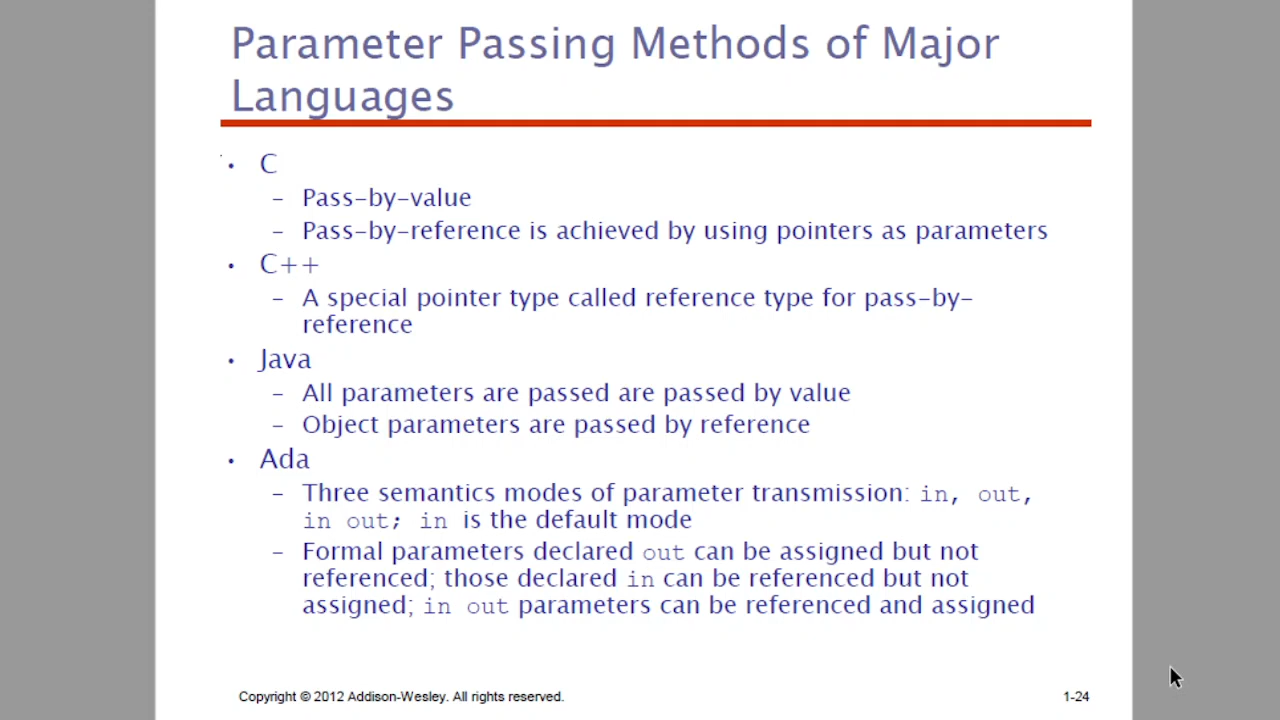 Parameter Passing Methods of Major
Languages
• C
– Pass-by-value
– Pass-by-reference is achieved by using pointers as parameters
• C++
– A special pointer type called reference type for pass-by-
reference
• Java
– All parameters are passed are passed by value
– Object parameters are passed by reference
• Ada
– Three semantics modes of parameter transmission: in, out,
in out; in is the default mode
– Formal parameters declared out can be assigned but not
referenced; those declared in can be referenced but not
assigned; in out parameters can be referenced and assigned
Copyright © 2012 Addison-Wesley. All rights reserved.
1-24